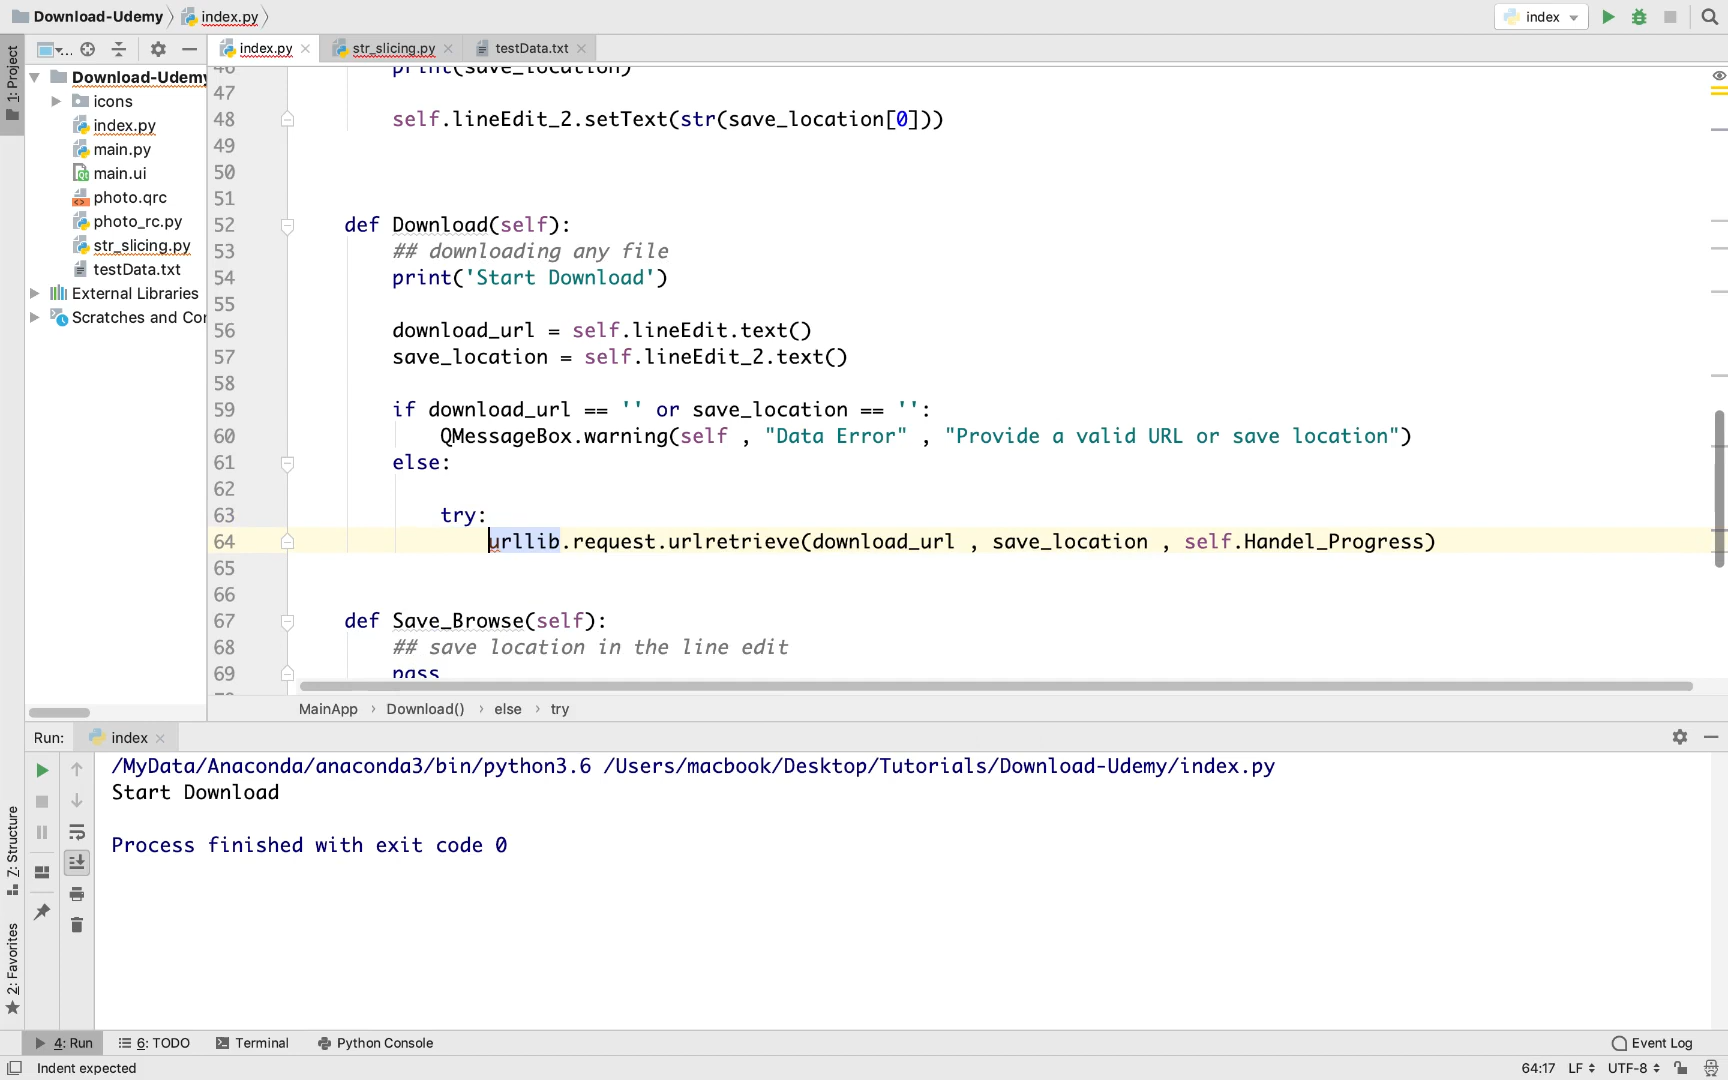 Download-Udemy
index.py
index
1: Project
...
index.py
str_slicing.py
testData.txt
Download-Udemy
icons
index.py
main.py
main.ui
photo.qrc
photo_rc.py
str_slicing.py
testData.txt
External Libraries
Scratches and Cor
46 print(save_location)
47
48 self.lineEdit_2.setText(str(save_location[0]))
49
50
51
52 def Download(self):
53 ## downloading any file
54 print('Start Download')
55
56 download_url = self.lineEdit.text()
57 save_location = self.lineEdit_2.text()
58
59 if download_url == '' or save_location == '':
60 QMessageBox.warning(self , "Data Error" , "Provide a valid URL or save location")
61 else:
62
63 try:
64 urllib.request.urlretrieve(download_url , save_location , self.Handel_Progress)
65
66
67 def Save_Browse(self):
68 ## save location in the line edit
69 pass
MainApp › Download() › else › try
Run:
index
/MyData/Anaconda/anaconda3/bin/python3.6 /Users/macbook/Desktop/Tutorials/Download-Udemy/index.py
Start Download
Process finished with exit code 0
7: Structure
2: Favorites
4: Run
6: TODO
Terminal
Python Console
Event Log
Indent expected
64:17
LF
UTF-8